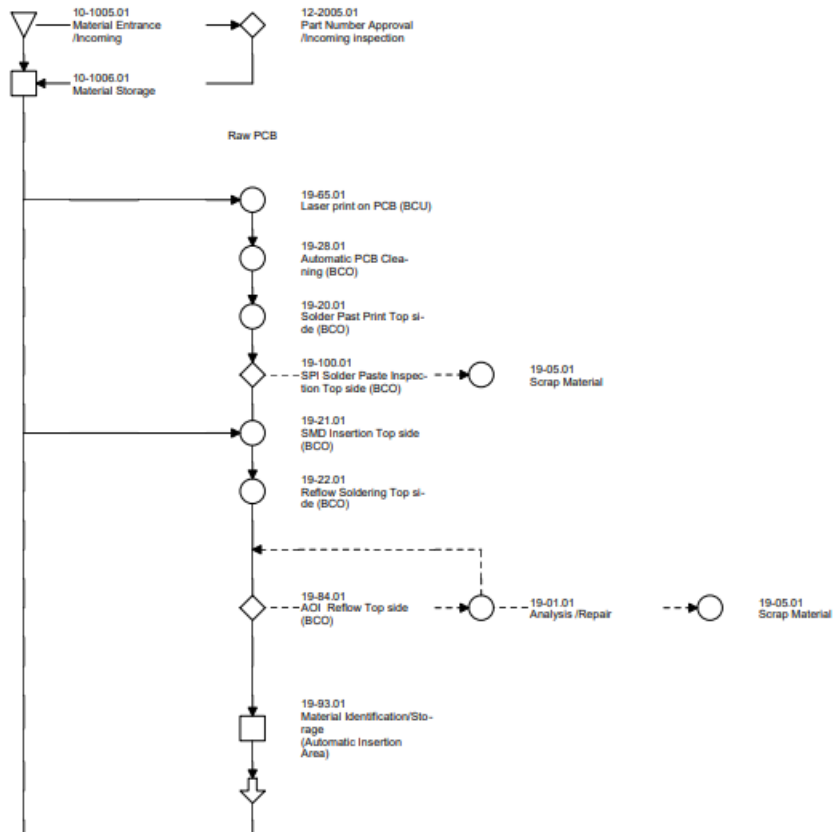 10-1005.01
Material Entrance
/Incoming
12-2005.01
Part Number Approval
/Incoming inspection
10-1006.01
Material Storage
Raw PCB
19-65.01
Laser print on PCB (BCU)
19-28.01
Automatic PCB Clea-
ning (BCO)
19-20.01
Solder Past Print Top si-
de (BCO)
19-100.01
SPI Solder Paste Inspec-
tion Top side (BCO)
19-05.01
Scrap Material
19-21.01
SMD Insertion Top side
(BCO)
19-22.01
Reflow Soldering Top si-
de (BCO)
19-84.01
AOI Reflow Top side
(BCO)
19-01.01
Analysis /Repair
19-05.01
Scrap Material
19-93.01
Material Identification/Sto-
rage
(Automatic Insertion
Area)